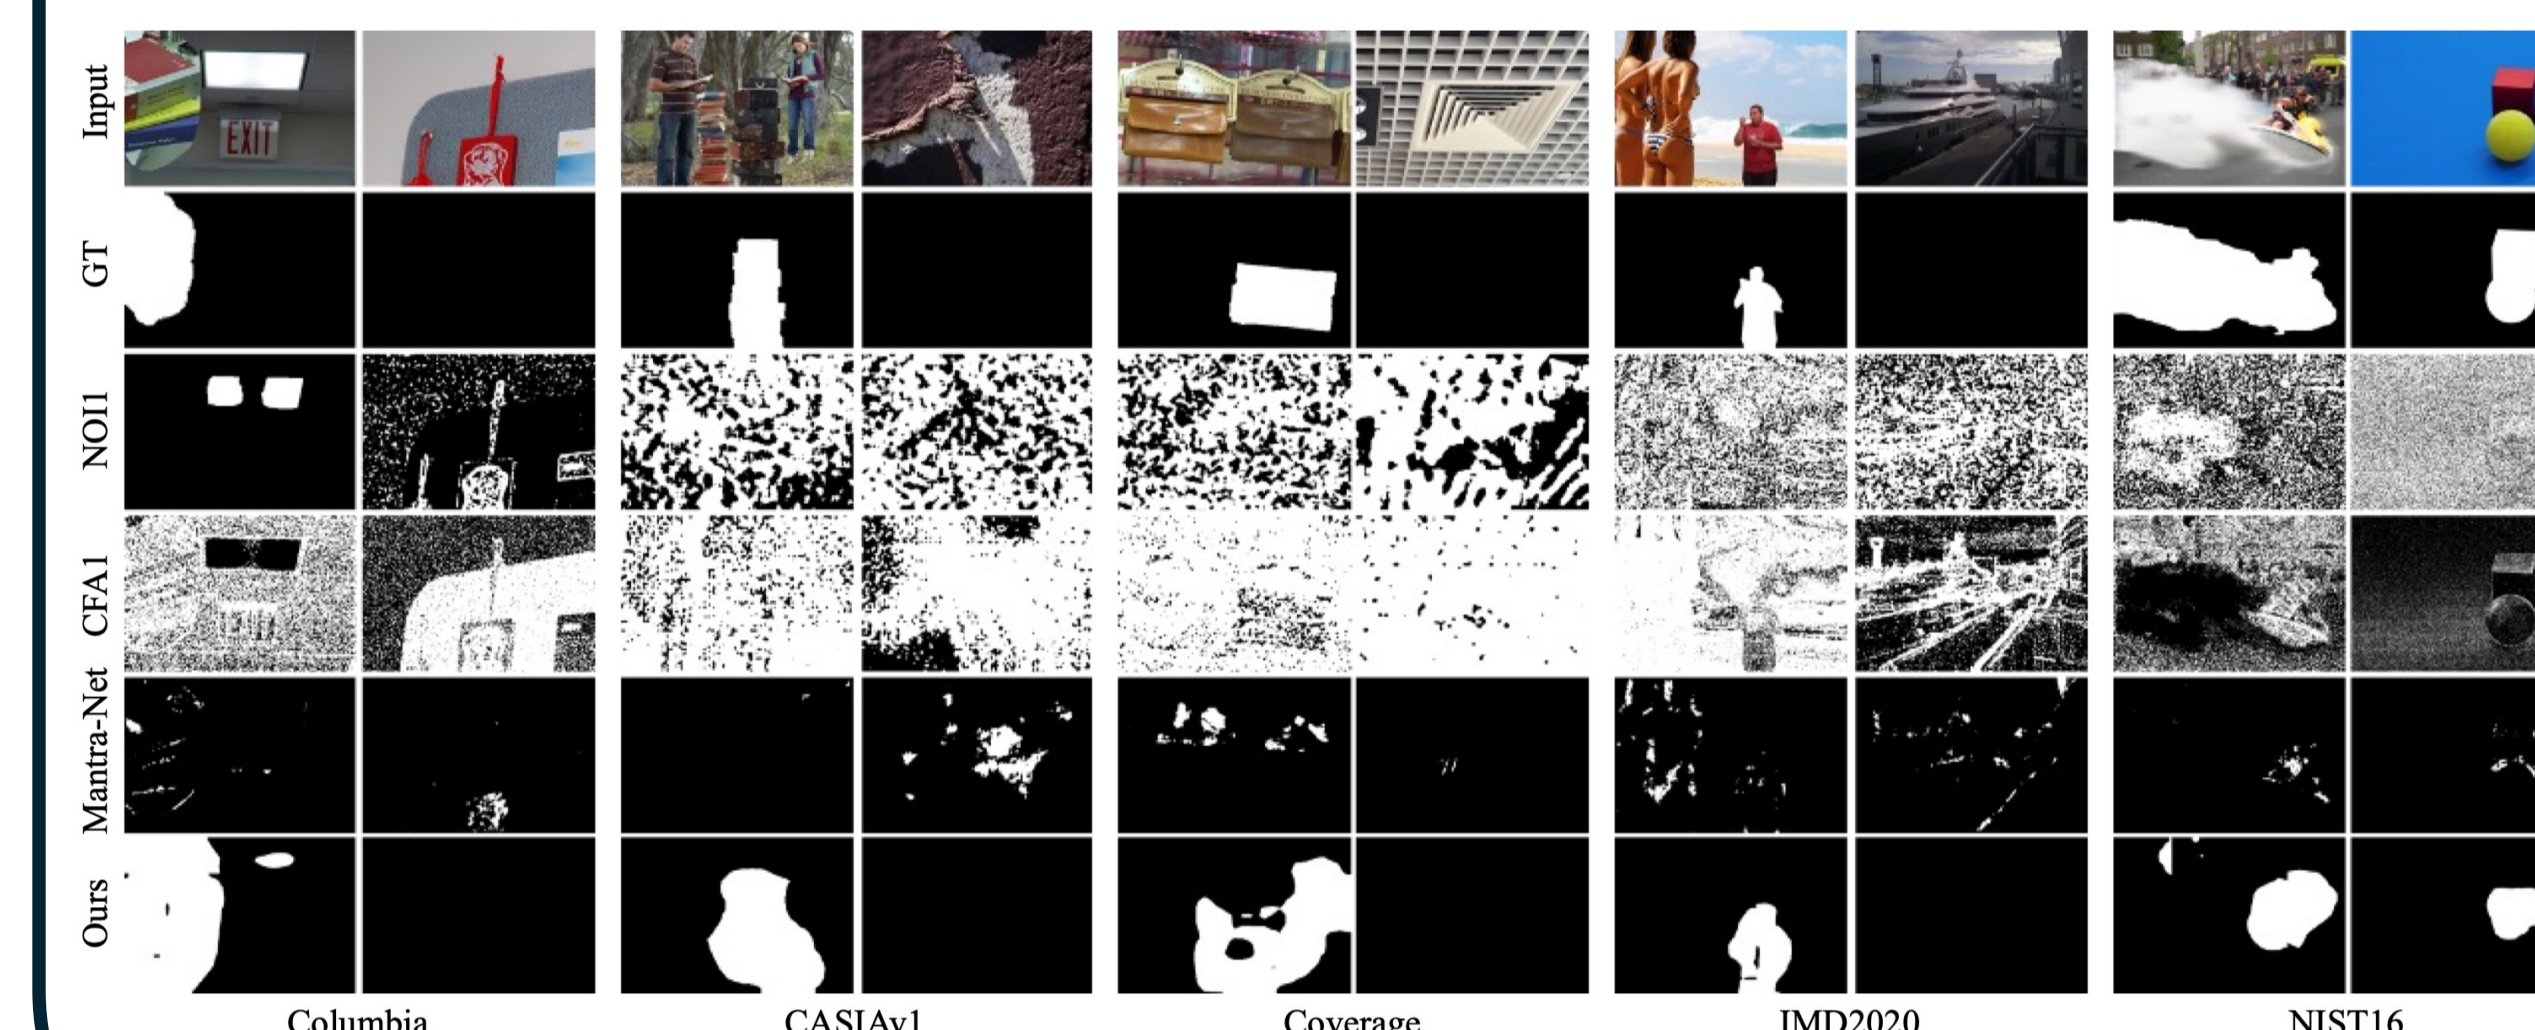 Input
EXIT
GT
NOI1
CFA1
Mantra-Net
Ours
Columbia
CASIAv1
Coverage
IMD2020
NIST16